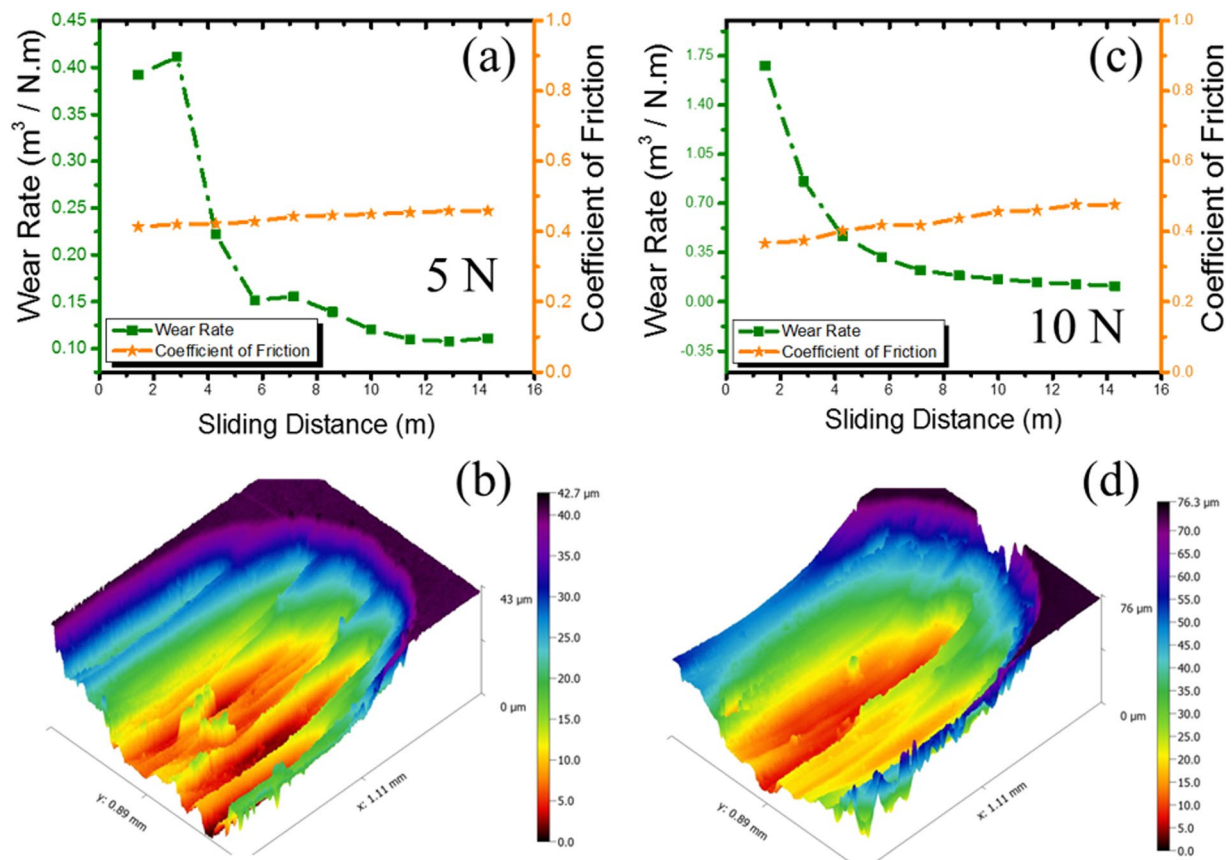 (a)
Wear Rate (m³ / N.m)
0.45
0.40
0.35
0.30
0.25
0.20
0.15
0.10
1.0
0.8
0.6
0.4
0.2
0.0
Coefficient of Friction
5 N
Wear Rate
Coefficient of Friction
0 2 4 6 8 10 12 14 16
Sliding Distance (m)
(c)
Wear Rate (m³ / N.m)
1.75
1.40
1.05
0.70
0.35
0.00
-0.35
1.0
0.8
0.6
0.4
0.2
0.0
Coefficient of Friction
10 N
Wear Rate
Coefficient of Friction
0 2 4 6 8 10 12 14 16
Sliding Distance (m)
(b)
42.7 µm
40.0
35.0
30.0
25.0
20.0
15.0
10.0
5.0
0.0
43 µm
0 µm
y: 0.89 mm
x: 1.11 mm
(d)
76.3 µm
70.0
65.0
60.0
55.0
50.0
45.0
40.0
35.0
30.0
25.0
20.0
15.0
10.0
5.0
0.0
76 µm
0 µm
y: 0.89 mm
x: 1.11 mm